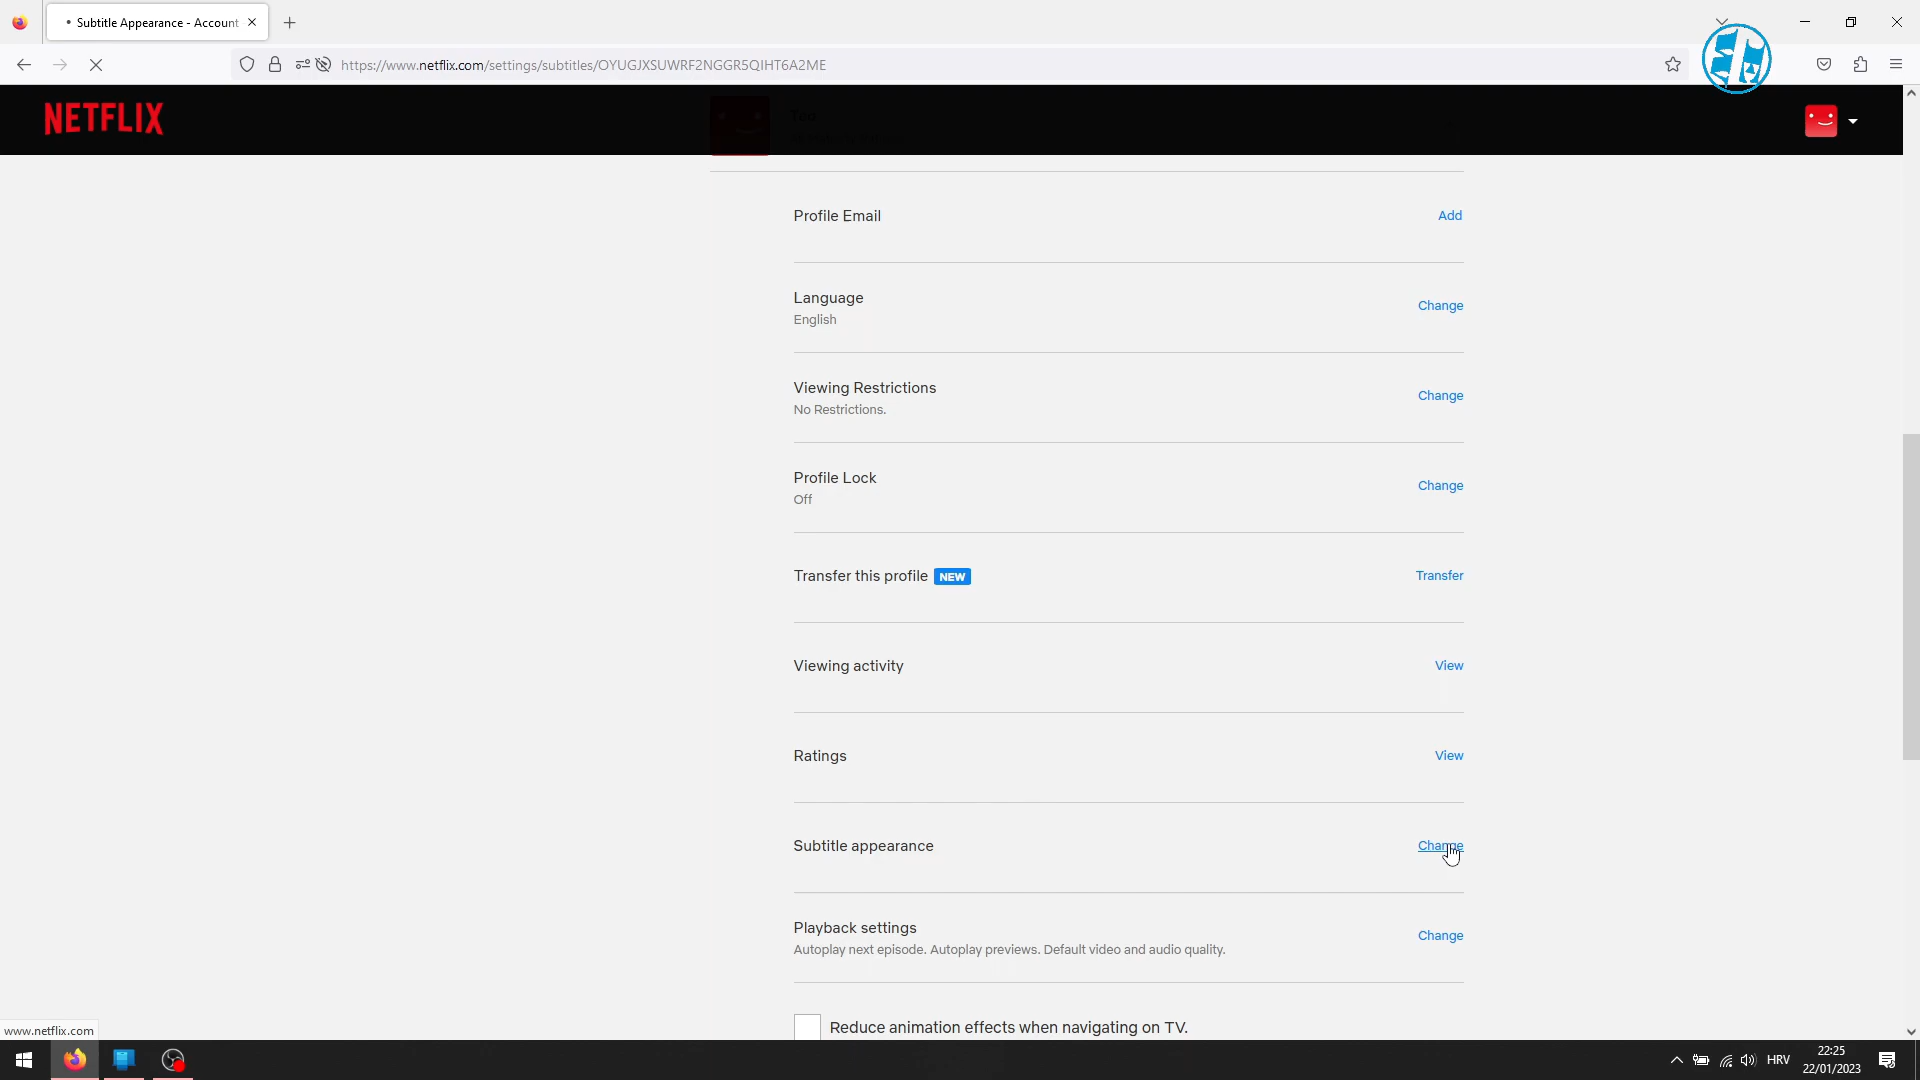 Subtitle Appearance - Account
https://www.netflix.com/settings/subtitles/OYUGJXSUWRF2NGGR5QIHT6A2ME
NETFLIX
Profile Email
Add
Language
English
Change
Viewing Restrictions
No Restrictions.
Change
Profile Lock
Off
Change
Transfer this profile NEW
Transfer
Viewing activity
View
Ratings
View
Subtitle appearance
Change
Playback settings
Autoplay next episode. Autoplay previews. Default video and audio quality.
Change
Reduce animation effects when navigating on TV.
www.netflix.com
HRV
22:25
22/01/2023